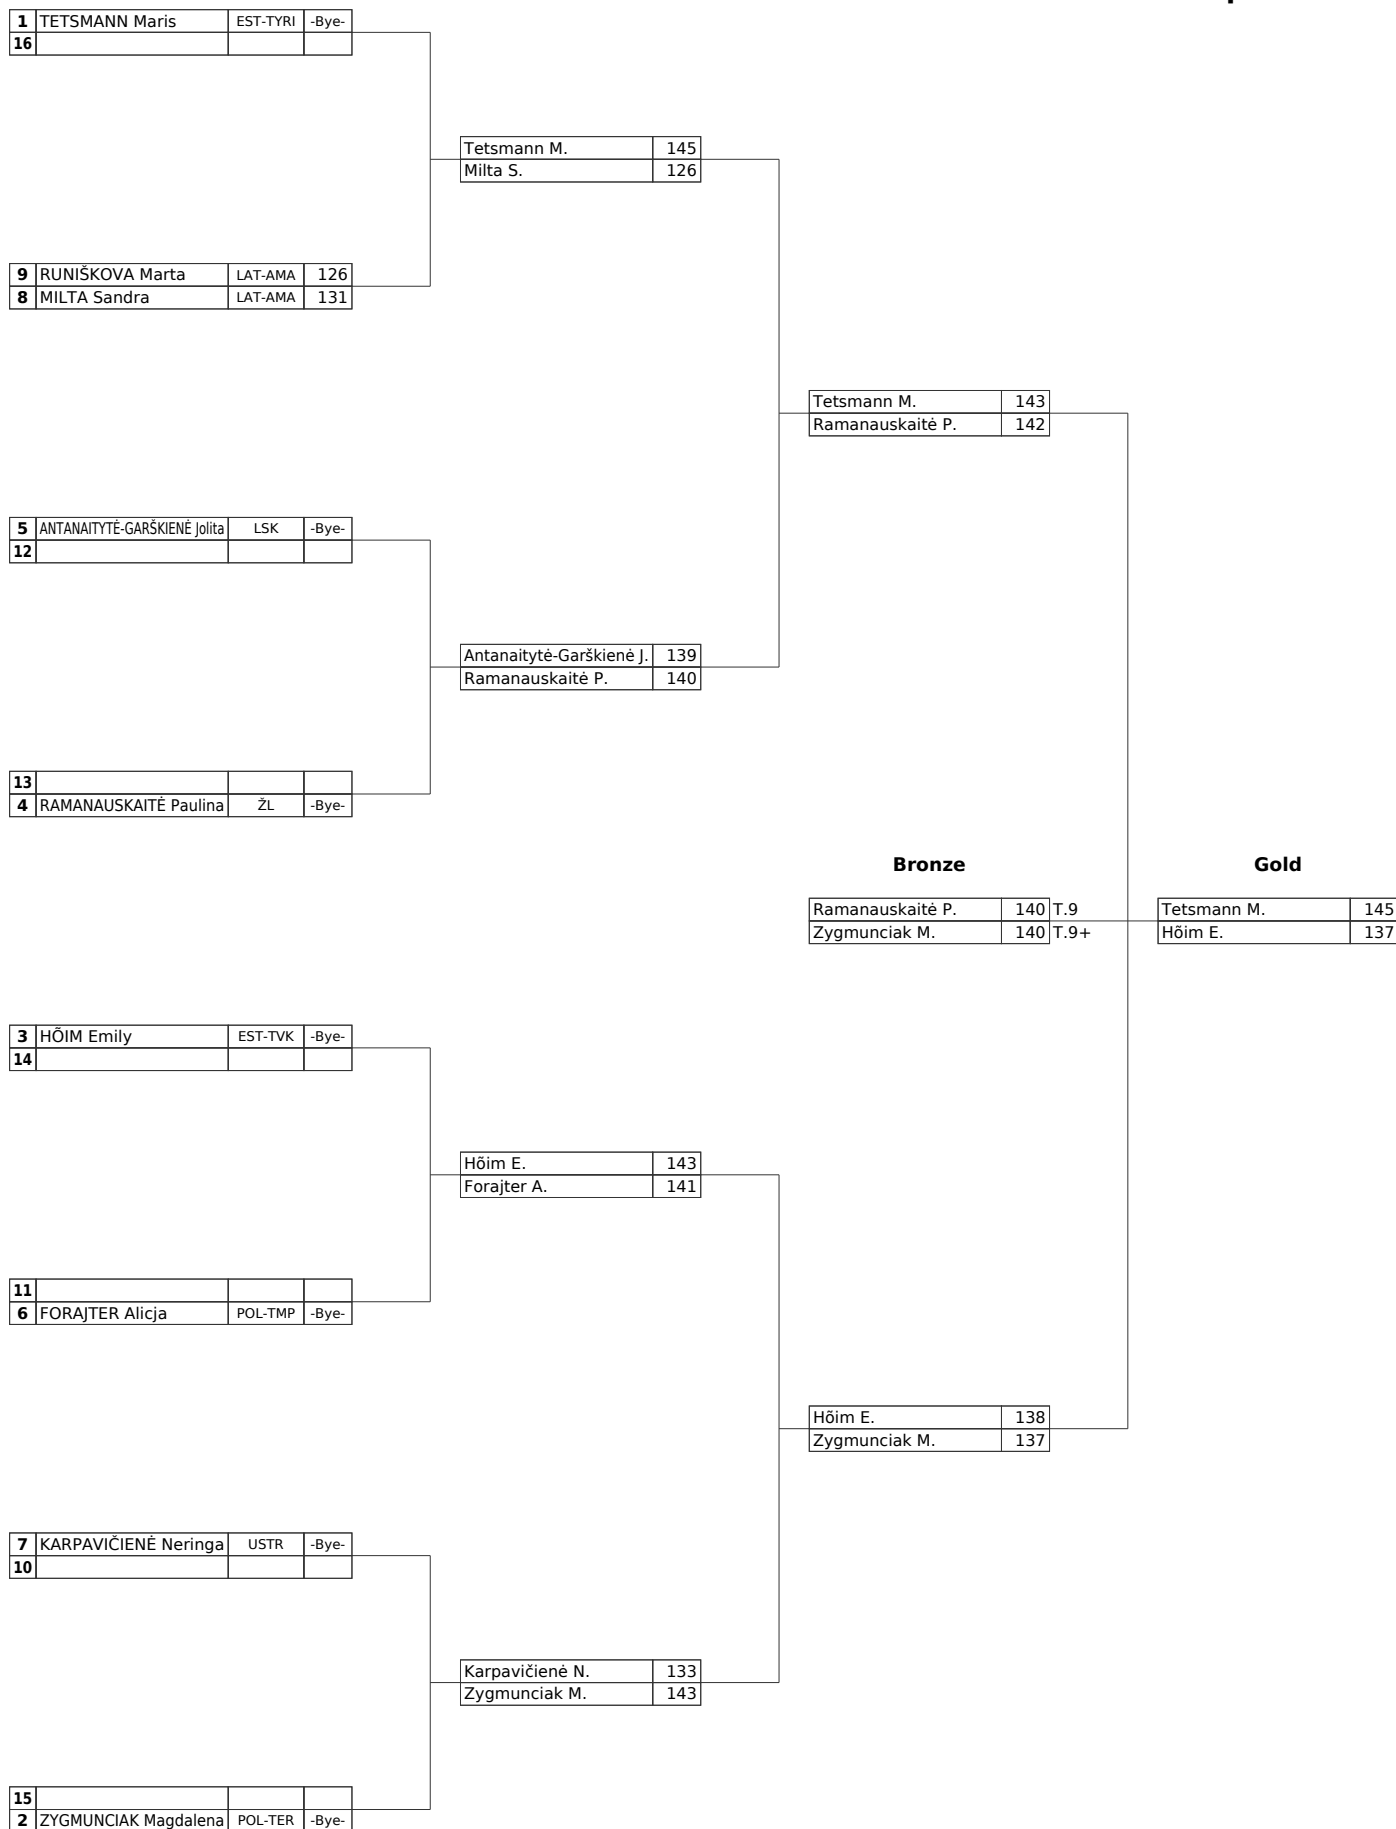 1 TETSMANN Maris EST-TYRI -Bye-
16
Tetsmann M. 145
Milta S. 126
9 RUNIŠKOVA Marta LAT-AMA 126
8 MILTA Sandra LAT-AMA 131
Tetsmann M. 143
Ramanauskaitė P. 142
5 ANTANAITYTĖ-GARŠKIENĖ Jolita LSK -Bye-
12
Antanaitytė-Garškienė J. 139
Ramanauskaitė P. 140
13
4 RAMANAUSKAITĖ Paulina ŽL -Bye-
Bronze Gold
Ramanauskaitė P. 140 T.9 Tetsmann M. 145
Zygmunciak M. 140 T.9+ Hõim E. 137
3 HÕIM Emily EST-TVK -Bye-
14
Hõim E. 143
Forajter A. 141
11
6 FORAJTER Alicja POL-TMP -Bye-
Hõim E. 138
Zygmunciak M. 137
7 KARPAVIČIENĖ Neringa USTR -Bye-
10
Karpavičienė N. 133
Zygmunciak M. 143
15
2 ZYGMUNCIAK Magdalena POL-TER -Bye-